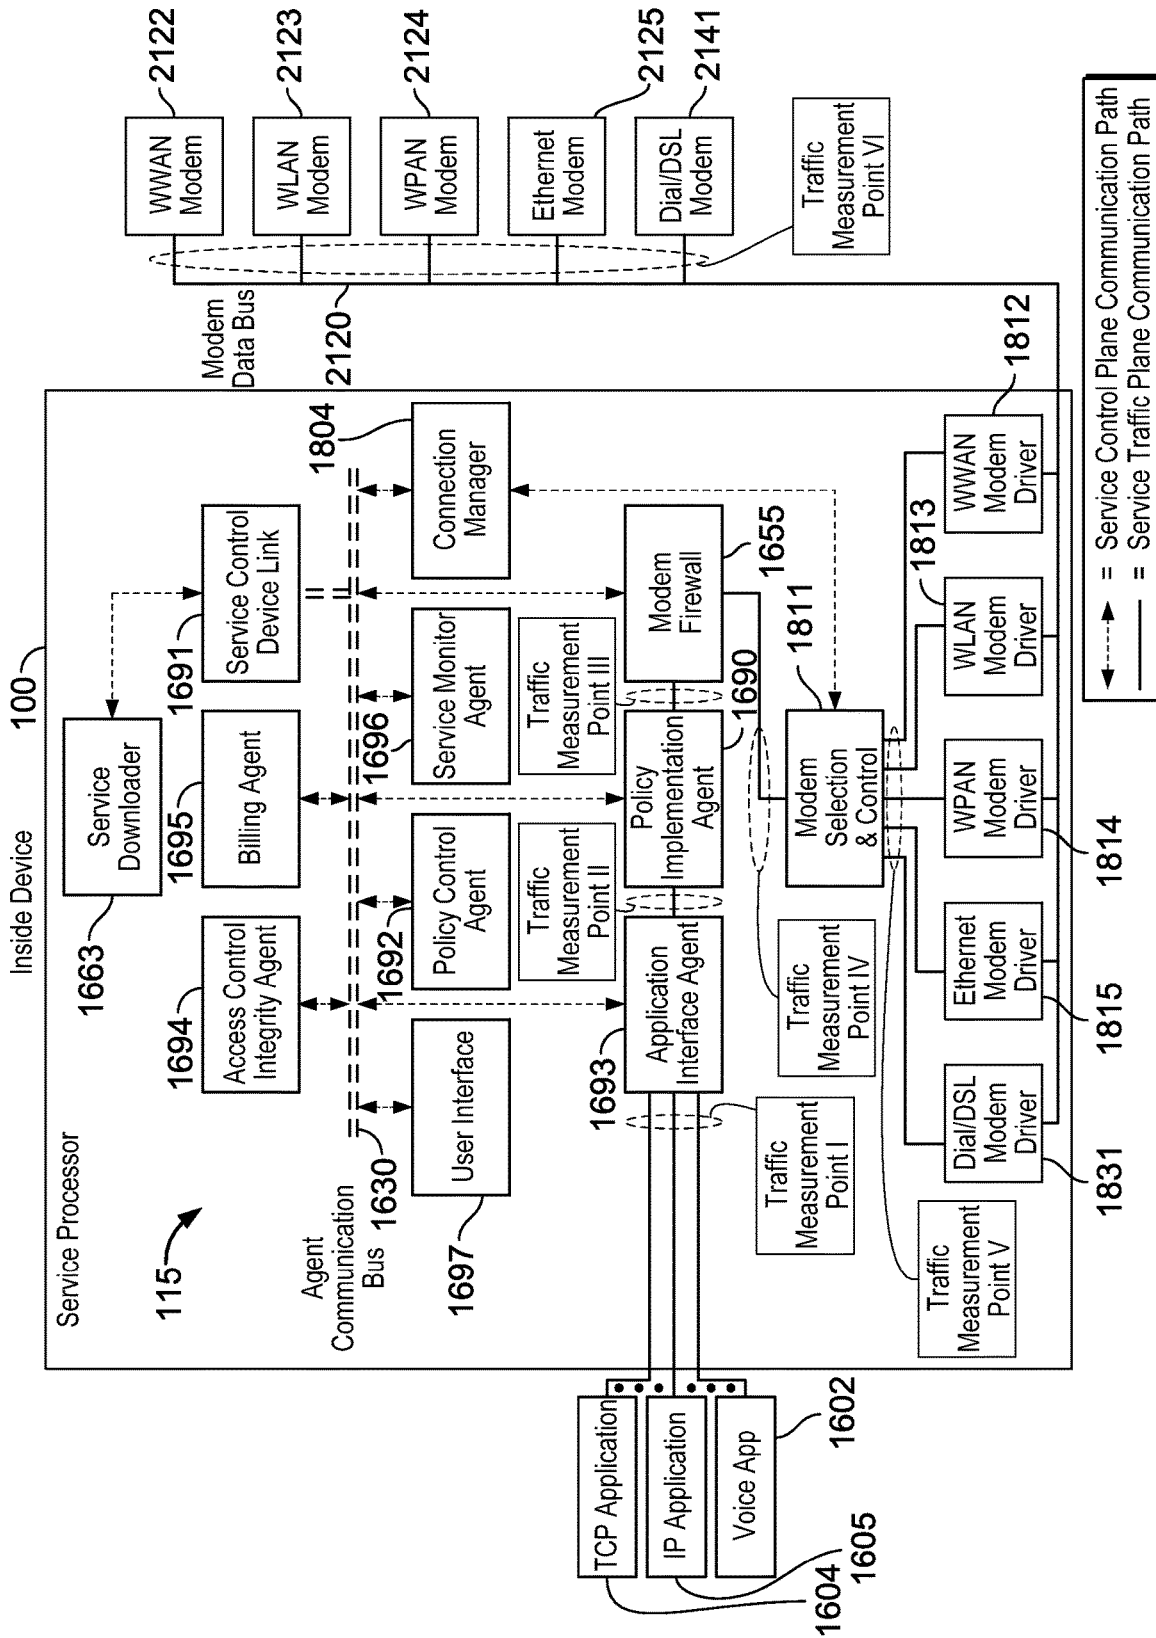 Inside Device
100
Service Processor
115
Service
Downloader
1663
Access Control
Integrity Agent
1694
Billing Agent
1695
Service Control
Device Link
1691
Agent
Communication
Bus
1630
User Interface
1697
Policy Control
Agent
1692
Service Monitor
Agent
1696
Connection
Manager
1804
Modem
Data Bus
2120
WWAN
Modem
2122
WLAN
Modem
2123
WPAN
Modem
2124
Ethernet
Modem
2125
Dial/DSL
Modem
2141
Traffic
Measurement
Point VI
Traffic
Measurement
Point II
Traffic
Measurement
Point III
TCP Application
1604
IP Application
1605
Voice App
1602
Application
Interface Agent
1693
Policy
Implementation
Agent
1690
Modem
Firewall
1655
Traffic
Measurement
Point I
Traffic
Measurement
Point IV
Modem
Selection
& Control
1811
Traffic
Measurement
Point V
Dial/DSL
Modem
Driver
1831
Ethernet
Modem
Driver
1815
WPAN
Modem
Driver
1814
WLAN
Modem
Driver
1813
WWAN
Modem
Driver
1812
= Service Control Plane Communication Path
= Service Traffic Plane Communication Path